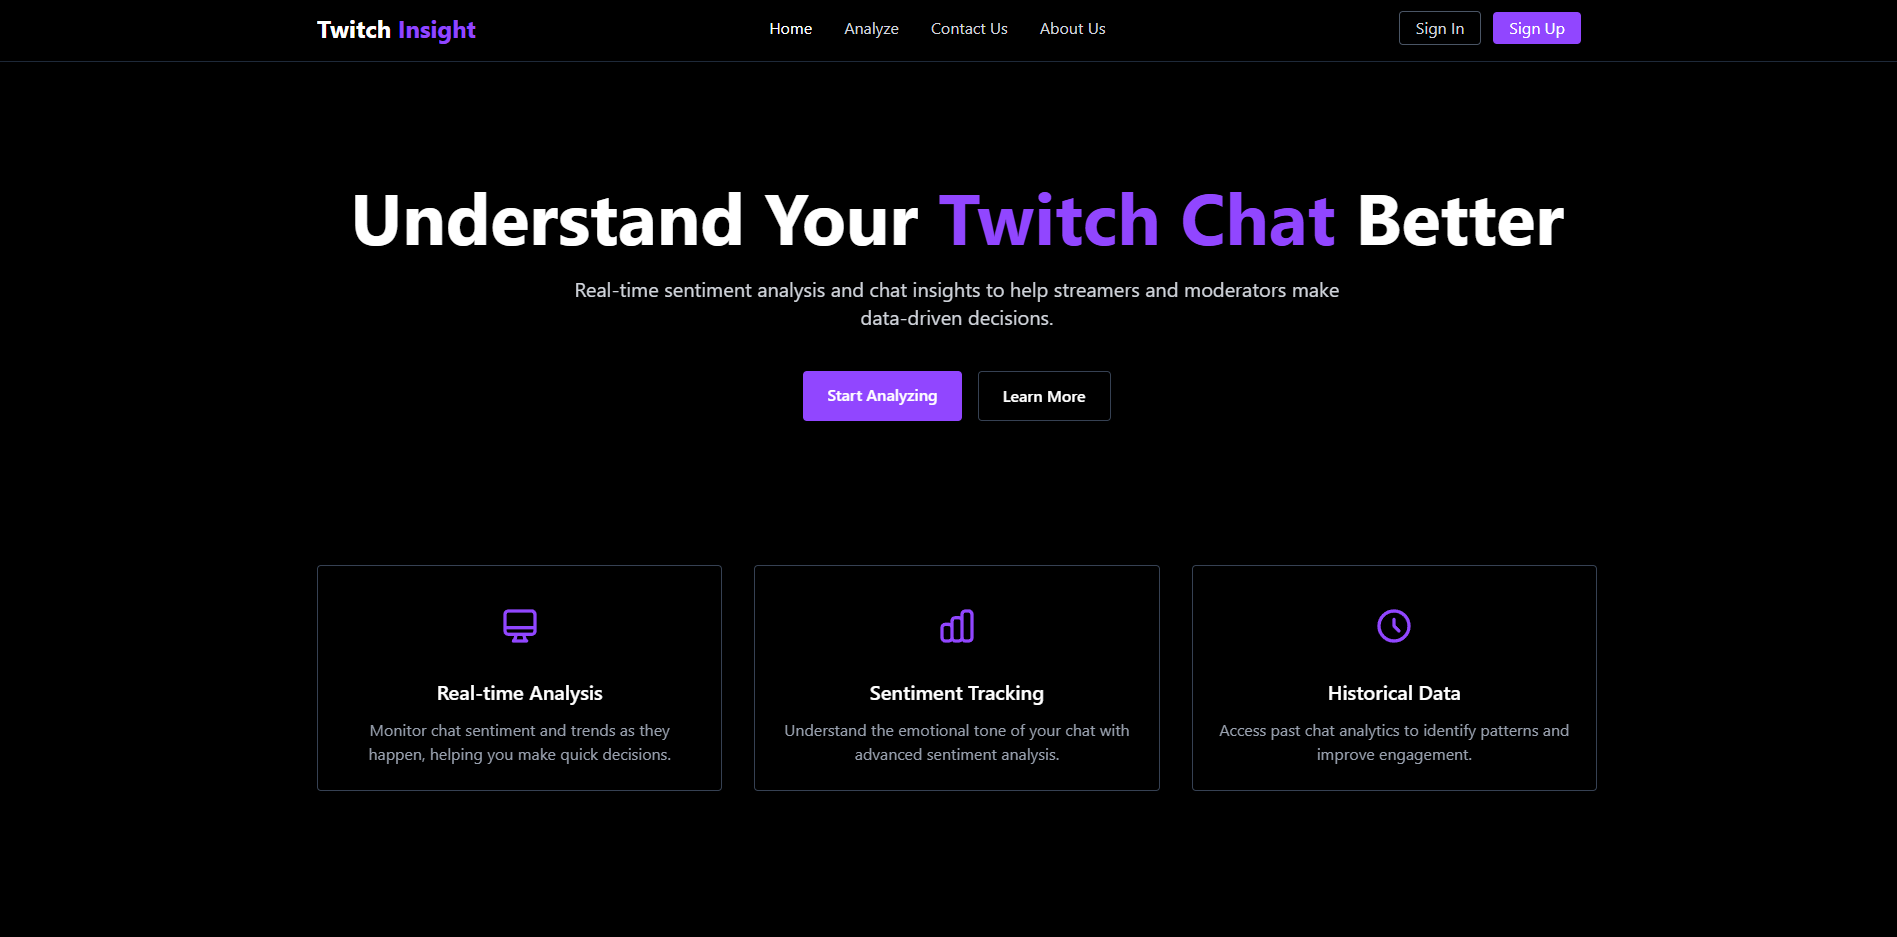 Twitch Insight
Home
Analyze
Contact Us
About Us
Sign In
Sign Up
Understand Your Twitch Chat Better
Real-time sentiment analysis and chat insights to help streamers and moderators make
data-driven decisions.
Start Analyzing
Learn More
Real-time Analysis
Monitor chat sentiment and trends as they
happen, helping you make quick decisions.
Sentiment Tracking
Understand the emotional tone of your chat with
advanced sentiment analysis.
Historical Data
Access past chat analytics to identify patterns and
improve engagement.